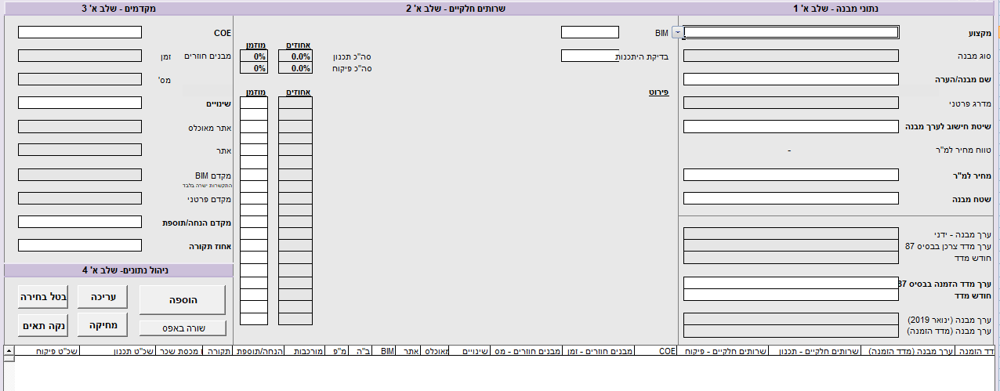 נתוני מבנה - שלב א' 1
מקצוע
סוג מבנה
שם מבנה/הערה
מדרג פרטני
שיטת חישוב לערך מבנה
טווח מחיר למ"ר -
מחיר למ"ר
שטח מבנה
ערך מבנה - ידני
ערך מדד צרכן בבסיס 87
חודש מדד
ערך מדד הזמנה בבסיס 87
חודש מדד
ערך מבנה (ינואר 2019)
ערך מבנה (מדד הזמנה)
שרותים חלקיים - שלב א' 2
BIM
בדיקת היתכנות
פירוט
אחוזים מוזמן
סה"כ תכנון 0.0% 0%
סה"כ פיקוח 0.0% 0%
אחוזים מוזמן
מקדמים - שלב א' 3
COE
מבנים חוזרים זמן
מס'
שינויים
אתר מאוכלס
אתר
מקדם BIM
התקשרות ישרה בלבד
מקדם פרטני
מקדם הנחה/תוספת
אחוז תקורה
ניהול נתונים- שלב א' 4
הוספה עריכה בטל בחירה
שורה באפס מחיקה נקה תאים
דד הזמנה ערך מבנה (מדד הזמנה) שרותים חלקיים - תכנון שרותים חלקיים - פיקוח COE מבנים חוזרים - זמן מבנים חוזרים - מס שינויים מאוכלס אתר BIM ב"ה מ"פ מורכבות הנחה/תוספת תקורה מכסת שכר שכ"ט תכנון שכ"ט פיקוח